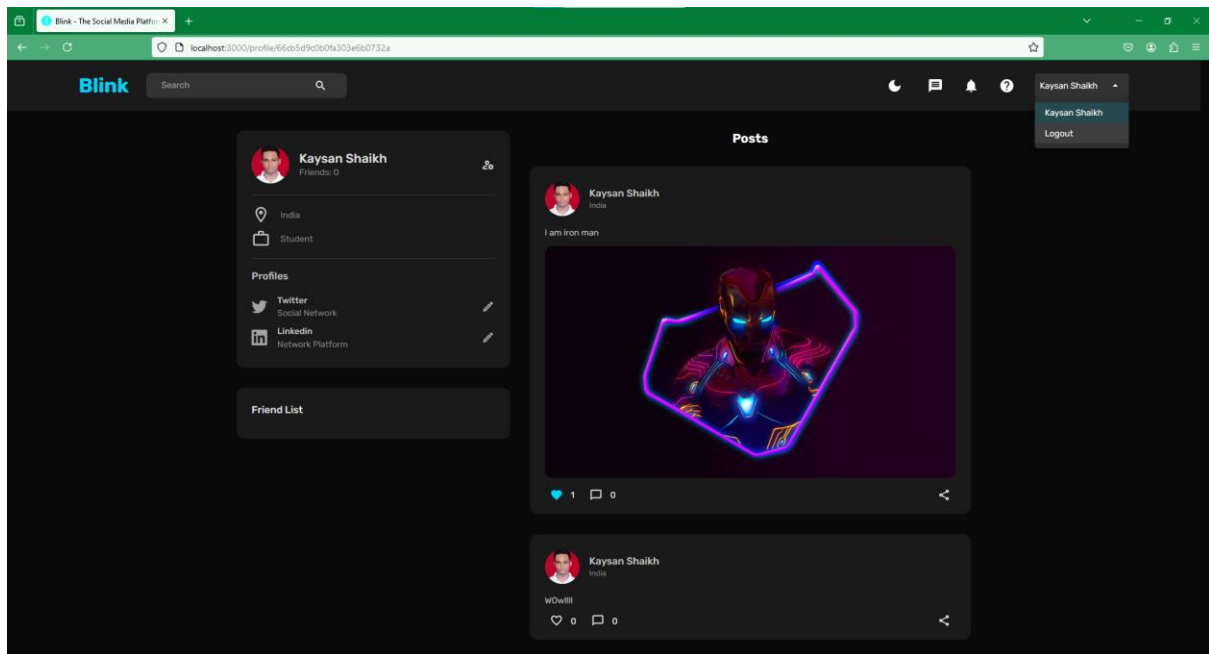 Blink - The Social Media Platfor
localhost:3000/profile/66cb5d9c0b0fa303e6b0732a
Blink
Search
Kaysan Shaikh
Kaysan Shaikh
Logout
Kaysan Shaikh
Friends: 0
India
Student
Profiles
Twitter
Social Network
Linkedin
Network Platform
Friend List
Posts
Kaysan Shaikh
India
I am iron man
1 0
Kaysan Shaikh
India
WOw!!!!
0 0